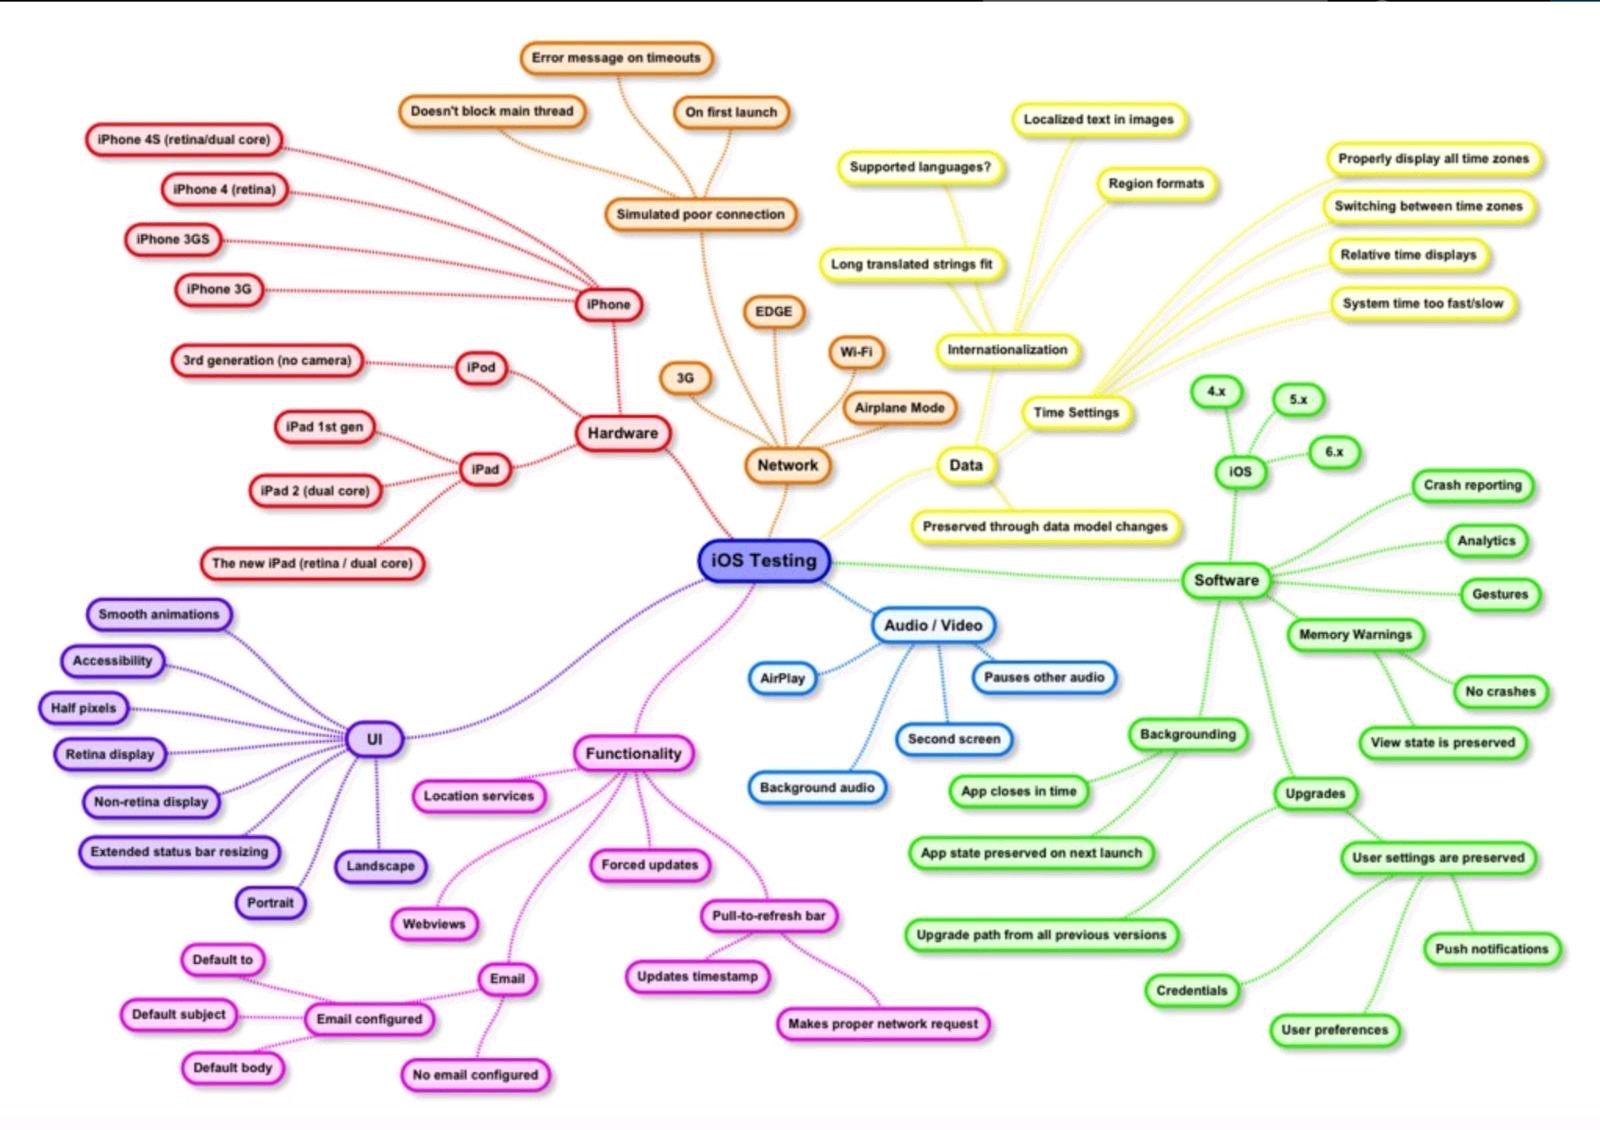 Error message on timeouts
Doesn't block main thread
On first launch
Simulated poor connection
iPhone 4S (retina/dual core)
iPhone 4 (retina)
iPhone 3GS
iPhone 3G
iPhone
3rd generation (no camera)
iPod
iPad 1st gen
iPad
iPad 2 (dual core)
The new iPad (retina / dual core)
Hardware
EDGE
Wi-Fi
3G
Airplane Mode
Network
Localized text in images
Supported languages?
Region formats
Long translated strings fit
Internationalization
Properly display all time zones
Switching between time zones
Relative time displays
System time too fast/slow
Time Settings
Data
Preserved through data model changes
iOS Testing
4.x
5.x
6.x
iOS
Crash reporting
Analytics
Software
Gestures
Memory Warnings
No crashes
View state is preserved
Backgrounding
App closes in time
App state preserved on next launch
Upgrades
User settings are preserved
Upgrade path from all previous versions
Push notifications
Credentials
User preferences
Audio / Video
AirPlay
Pauses other audio
Second screen
Background audio
Smooth animations
Accessibility
Half pixels
UI
Retina display
Non-retina display
Extended status bar resizing
Landscape
Portrait
Functionality
Location services
Forced updates
Webviews
Pull-to-refresh bar
Updates timestamp
Makes proper network request
Email
Default to
Default subject
Email configured
Default body
No email configured